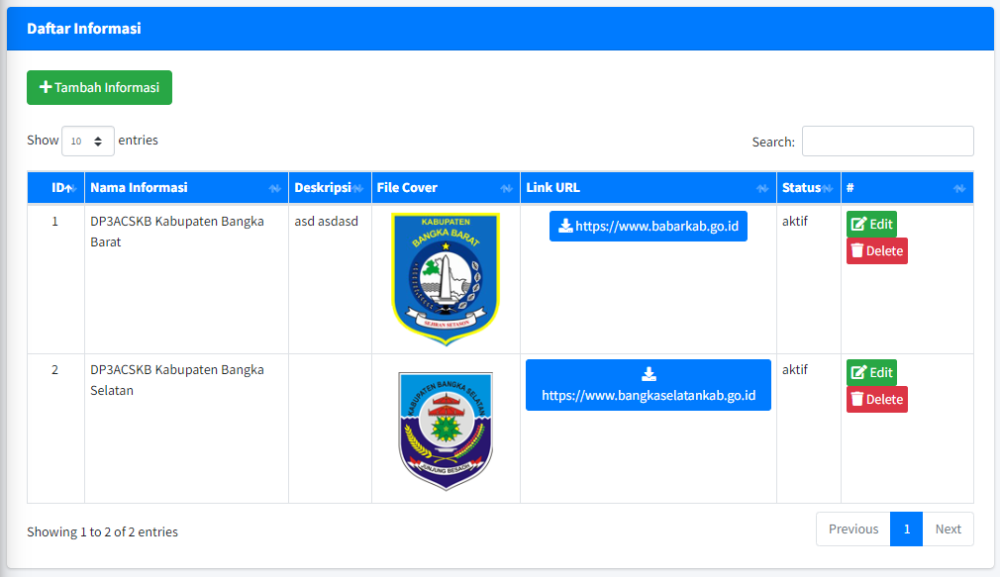 Daftar Informasi
Tambah Informasi
Show 10 entries
Search:
ID Nama Informasi Deskripsi File Cover Link URL Status #
1 DP3ACSKB Kabupaten Bangka Barat asd asdasd https://www.babarkab.go.id aktif Edit
Delete
KABUPATEN
BANGKA BARAT
SEJIRAN SETASON
2 DP3ACSKB Kabupaten Bangka Selatan https://www.bangkaselatankab.go.id aktif Edit
Delete
KABUPATEN BANGKA SELATAN
JUNJUNG BESAOH
Showing 1 to 2 of 2 entries
Previous 1 Next